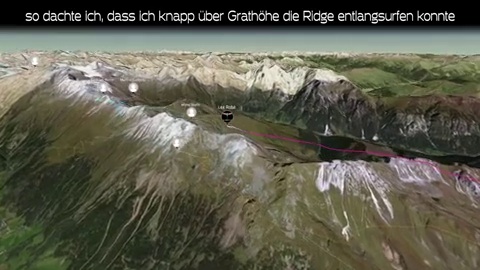 so dachte ich, dass ich knapp über Grathöhe die Ridge entlangsurfen konnte